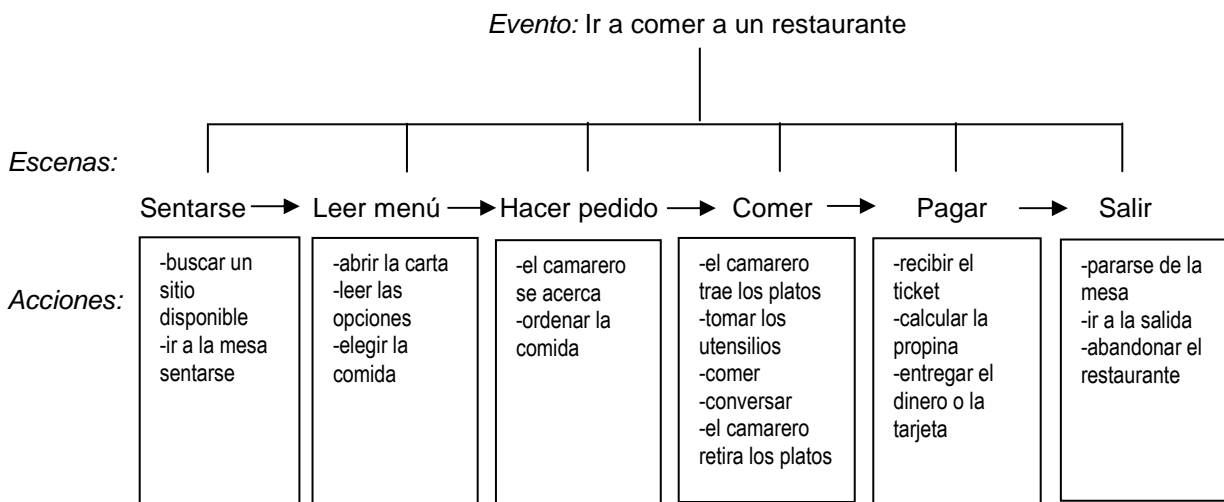 Evento: Ir a comer a un restaurante
Escenas:
Sentarse
Leer menú
Hacer pedido
Comer
Pagar
Salir
Acciones:
-buscar un
sitio
disponible
-ir a la mesa
sentarse
-abrir la carta
-leer las
opciones
-elegir la
comida
-el camarero
se acerca
-ordenar la
comida
-el camarero
trae los platos
-tomar los
utensilios
-comer
-conversar
-el camarero
retira los platos
-recibir el
ticket
-calcular la
propina
-entregar el
dinero o la
tarjeta
-pararse de la
mesa
-ir a la salida
-abandonar el
restaurante